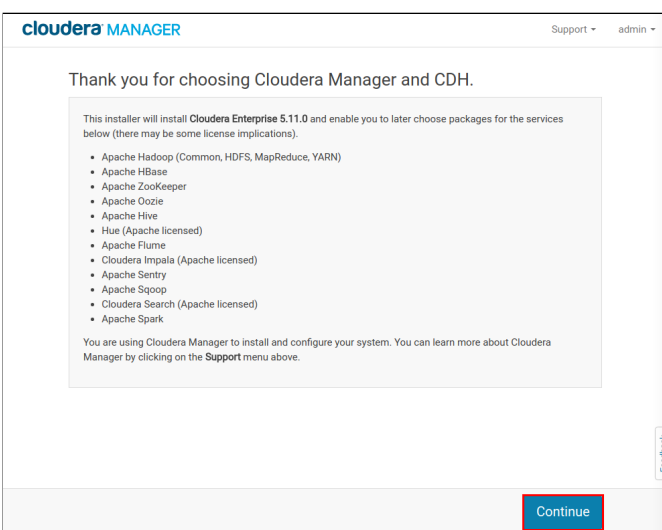 cloudera MANAGER
Support
admin
Thank you for choosing Cloudera Manager and CDH.
This installer will install Cloudera Enterprise 5.11.0 and enable you to later choose packages for the services
below (there may be some license implications).
• Apache Hadoop (Common, HDFS, MapReduce, YARN)
• Apache HBase
• Apache ZooKeeper
• Apache Oozie
• Apache Hive
• Hue (Apache licensed)
• Apache Flume
• Cloudera Impala (Apache licensed)
• Apache Sentry
• Apache Sqoop
• Cloudera Search (Apache licensed)
• Apache Spark
You are using Cloudera Manager to install and configure your system. You can learn more about Cloudera
Manager by clicking on the Support menu above.
Continue